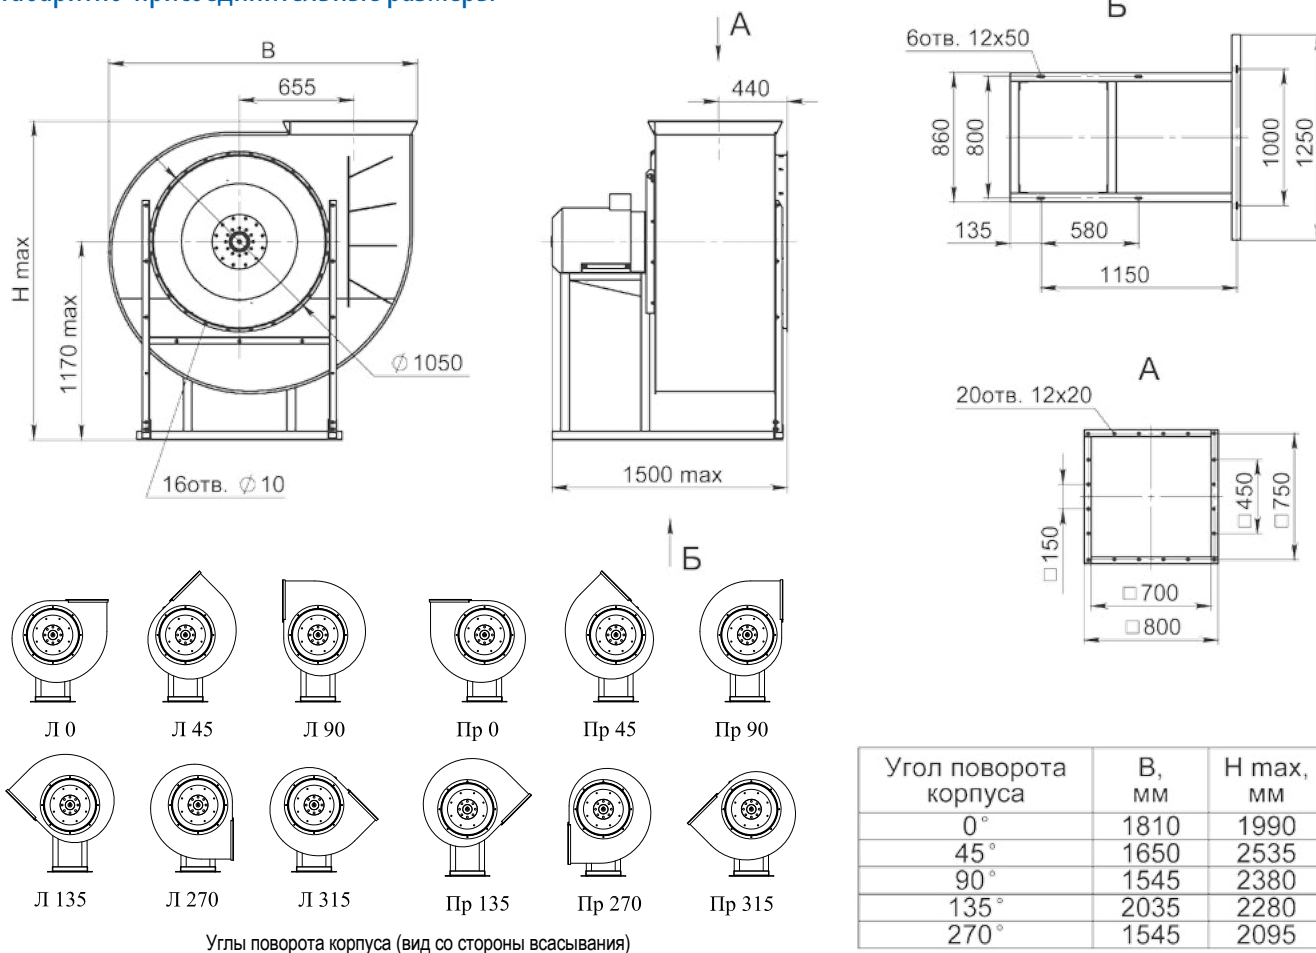 Габаритно-присоединительные размеры
В
655
H max
1170 max
∅ 1050
16отв. ∅ 10
А
440
1500 max
Б
Б
6отв. 12х50
860
800
1000
1250
135
580
1150
А
20отв. 12х20
□ 150
□ 450
□ 750
□ 700
□ 800
Л 0
Л 45
Л 90
Пр 0
Пр 45
Пр 90
Л 135
Л 270
Л 315
Пр 135
Пр 270
Пр 315
Углы поворота корпуса (вид со стороны всасывания)
Угол поворота корпуса В, мм H max, мм
0° 1810 1990
45° 1650 2535
90° 1545 2380
135° 2035 2280
270° 1545 2095